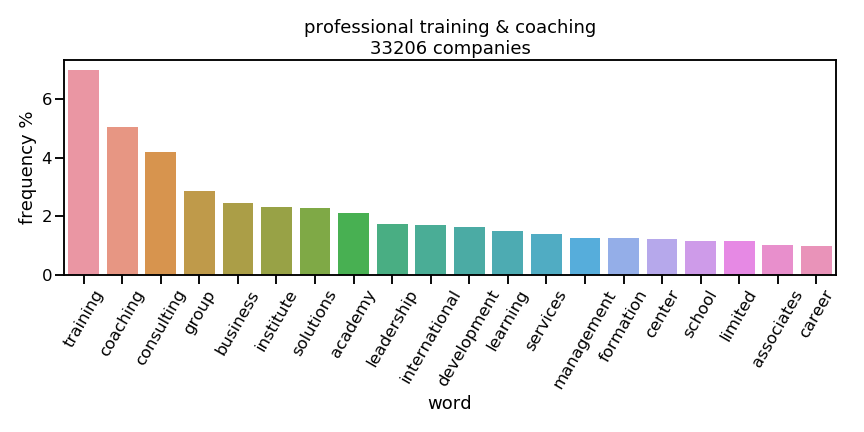 professional training & coaching
33206 companies
frequency %
6
4
2
0
training
coaching
consulting
group
business
institute
solutions
academy
leadership
international
development
learning
services
management
formation
center
school
limited
associates
career
word